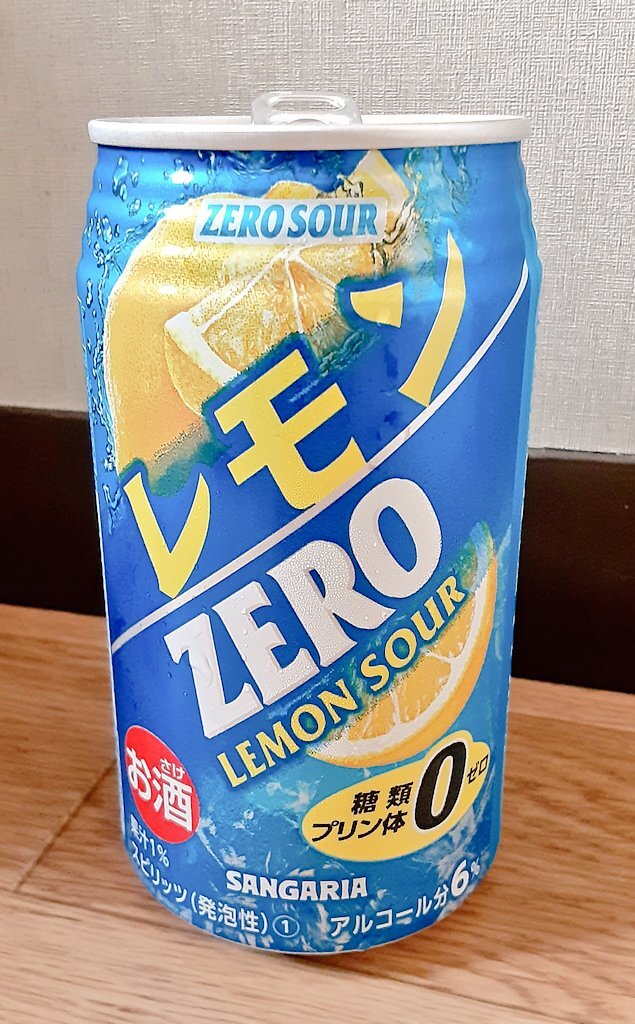 ZERO SOUR
レモン
ZERO
LEMON SOUR
お酒
さけ
糖類
プリン体
0
ゼロ
果汁1%
スピリッツ(発泡性)①
SANGARIA
アルコール分6%